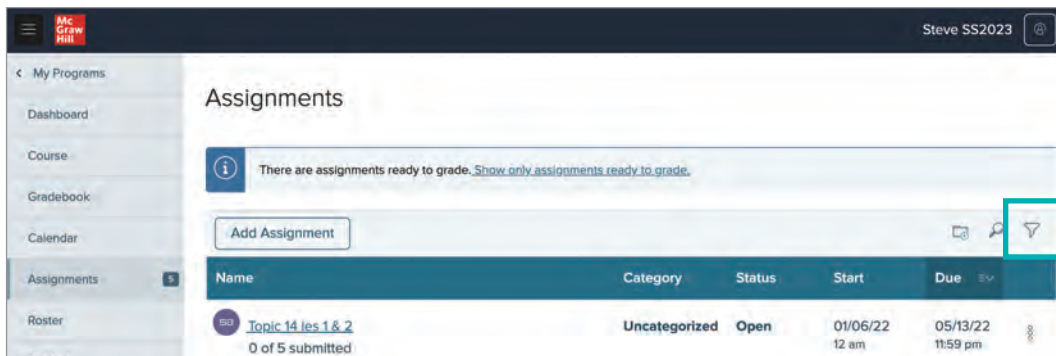 Mc
Graw
Hill
Steve SS2023
My Programs
Dashboard
Course
Gradebook
Calendar
Assignments 5
Roster
Assignments
There are assignments ready to grade. Show only assignments ready to grade.
Add Assignment
Name Category Status Start Due
SG Topic 14 les 1 & 2 Uncategorized Open 01/06/22 05/13/22
0 of 5 submitted 12 am 11:59 pm